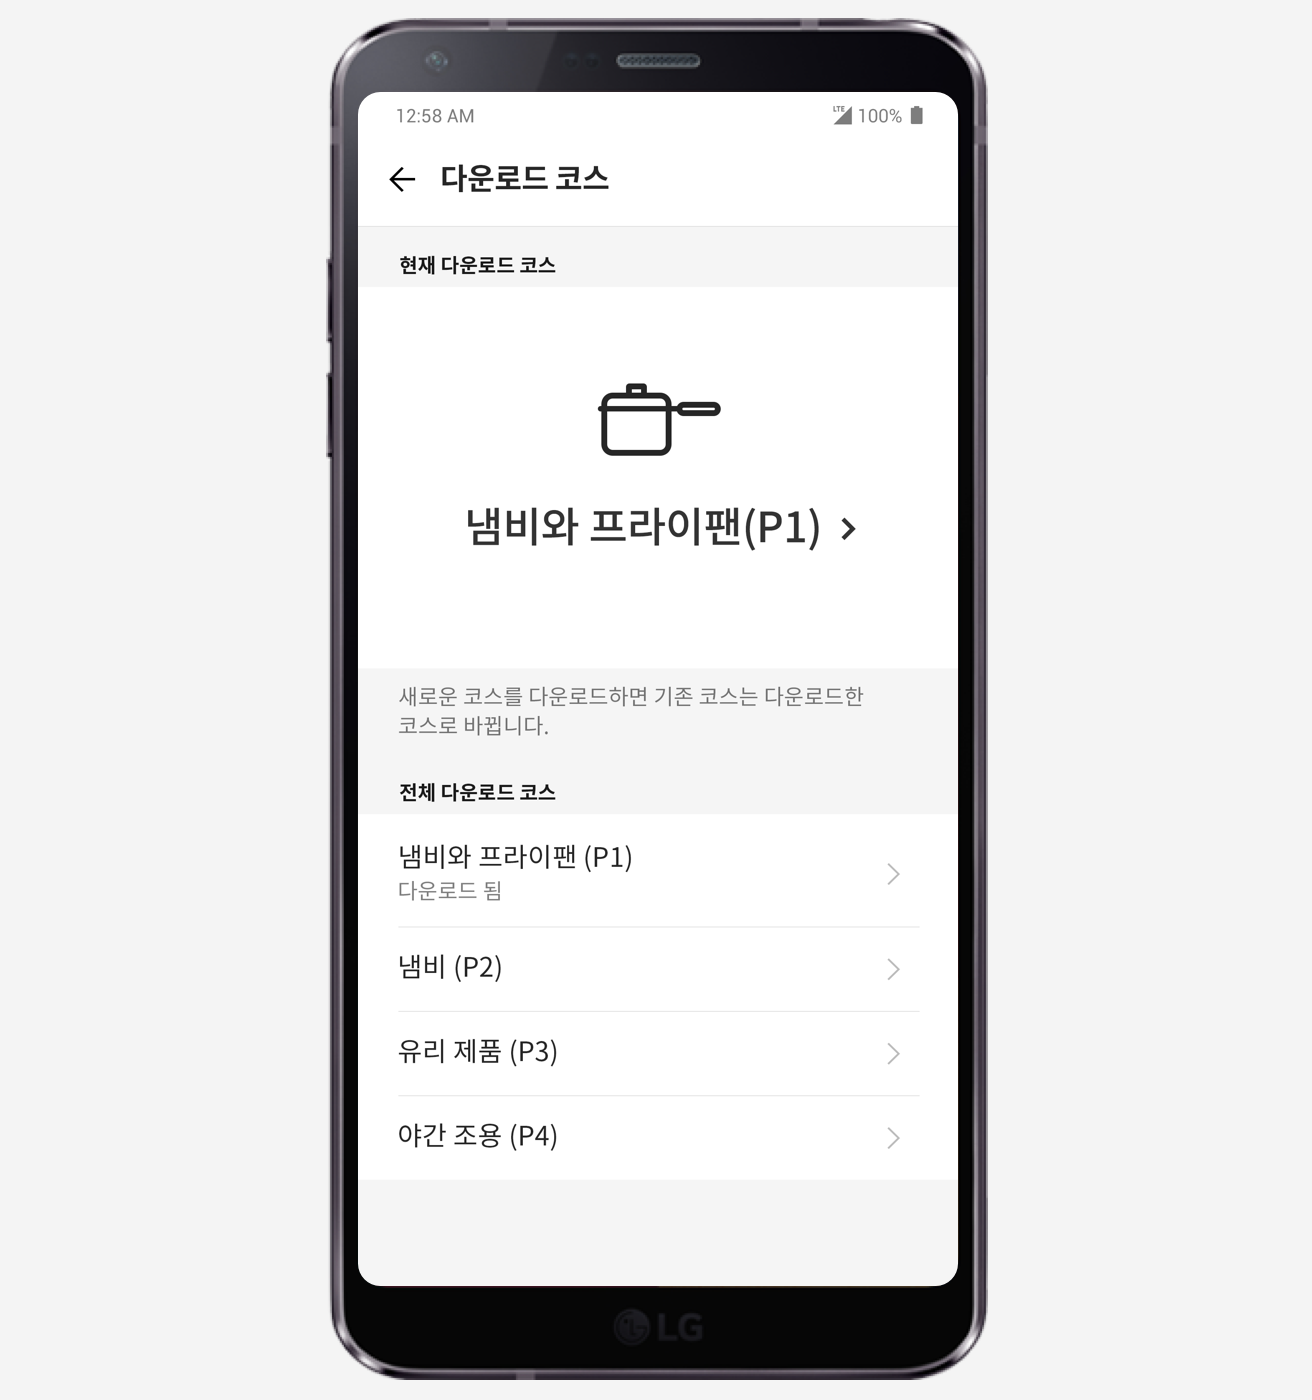 12:58 AM
LTE 100%
다운로드 코스
현재 다운로드 코스
냄비와 프라이팬(P1)
새로운 코스를 다운로드하면 기존 코스는 다운로드한
코스로 바뀝니다.
전체 다운로드 코스
냄비와 프라이팬 (P1)
다운로드 됨
냄비 (P2)
유리 제품 (P3)
야간 조용 (P4)
LG